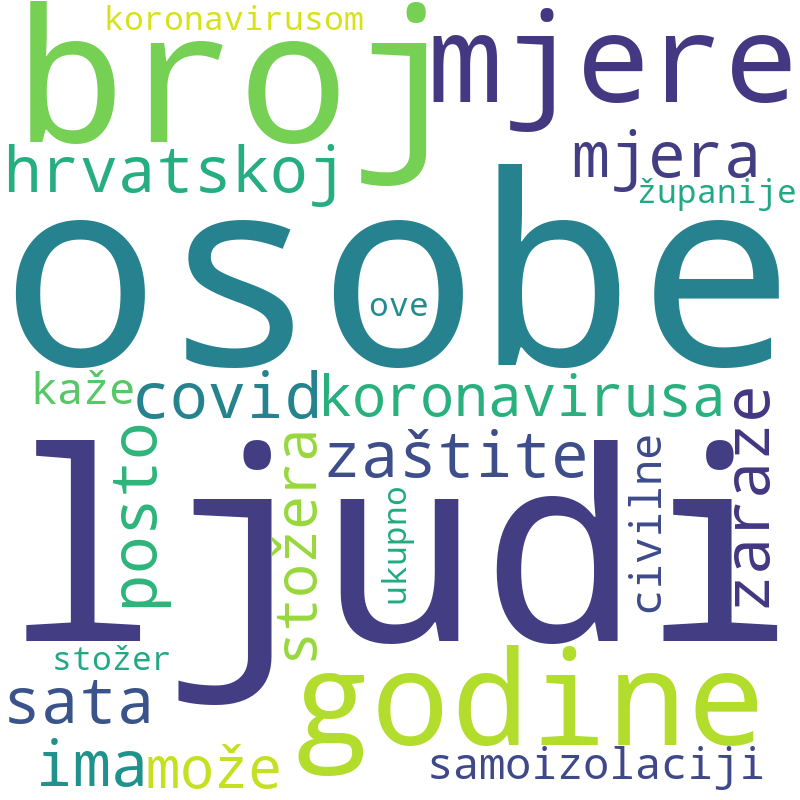 koronavirusom
broj
mjere
hrvatskoj
mjera
županije
osobe
ove
kaže
covid
koronavirusa
zaraze
posto
stožera
zaštite
civilne
ljudi
ukupno
stožer
godine
sata
ima
može
samoizolaciji